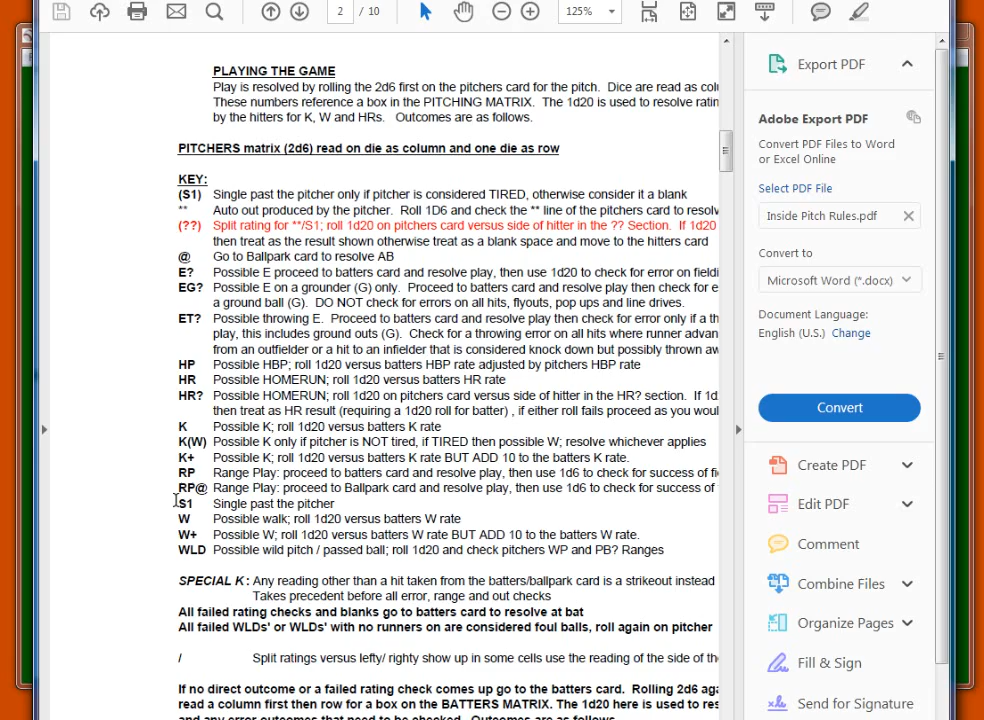 2 / 10
125%
PLAYING THE GAME
Play is resolved by rolling the 2d6 first on the pitchers card for the pitch. Dice are read as
These numbers reference a box in the PITCHING MATRIX. The 1d20 is used to resolve
by the hitters for K, W and HRs. Outcomes are as follows.
PITCHERS matrix (2d6) read on die as column and one die as row
KEY:
(S1) Single past the pitcher only if pitcher is considered TIRED, otherwise consider it a blank
** Auto out produced by the pitcher. Roll 1D6 and check the ** line of the pitchers card to
(??) Split rating for **/S1; roll 1d20 on pitchers card versus side of hitter in the ?? Section. If 1d20
then treat as the result shown otherwise treat as a blank space and move to the hitters card
@ Go to Ballpark card to resolve AB
E? Possible E proceed to batters card and resolve play, then use 1d20 to check for error on
EG? Possible E on a grounder (G) only. Proceed to batters card and resolve play then check for
a ground ball (G). DO NOT check for errors on all hits, flyouts, pop ups and line drives.
ET? Possible throwing E. Proceed to batters card and resolve play then check for error only if a
play, this includes ground outs (G). Check for a throwing error on all hits where runner
from an outfielder or a hit to an infielder that is considered knock down but possibly thrown
HP Possible HBP; roll 1d20 versus batters HBP rate adjusted by pitchers HBP rate
HR Possible HOMERUN; roll 1d20 versus batters HR rate
HR? Possible HOMERUN; roll 1d20 on pitchers card versus side of hitter in the HR? section. If
then treat as HR result (requiring a 1d20 roll for batter) , if either roll fails proceed as you
K Possible K; roll 1d20 versus batters K rate
K(W) Possible K only if pitcher is NOT tired, if TIRED then possible W; resolve whichever applies
K+ Possible K; roll 1d20 versus batters K rate BUT ADD 10 to the batters K rate.
RP Range Play: proceed to batters card and resolve play, then use 1d6 to check for success of
RP@ Range Play: proceed to Ballpark card and resolve play, then use 1d6 to check for success of
S1 Single past the pitcher
W Possible walk; roll 1d20 versus batters W rate
W+ Possible W; roll 1d20 versus batters W rate BUT ADD 10 to the batters W rate.
WLD Possible wild pitch / passed ball; roll 1d20 and check pitchers WP and PB? Ranges
SPECIAL K : Any reading other than a hit taken from the batters/ballpark card is a strikeout instead
Takes precedent before all error, range and out checks
All failed rating checks and blanks go to batters card to resolve at bat
All failed WLDs' or WLDs' with no runners on are considered foul balls, roll again on pitcher
/ Split ratings versus lefty/ righty show up in some cells use the reading of the side of
If no direct outcome or a failed rating check comes up go to the batters card. Rolling 2d6
read a column first then row for a box on the BATTERS MATRIX. The 1d20 here is used to
and any error outcomes that need to be checked. Outcomes are as follows
Export PDF
Adobe Export PDF
Convert PDF Files to Word
or Excel Online
Select PDF File
Inside Pitch Rules.pdf
Convert to
Microsoft Word (*.docx)
Document Language:
English (U.S.) Change
Convert
Create PDF
Edit PDF
Comment
Combine Files
Organize Pages
Fill & Sign
Send for Signature